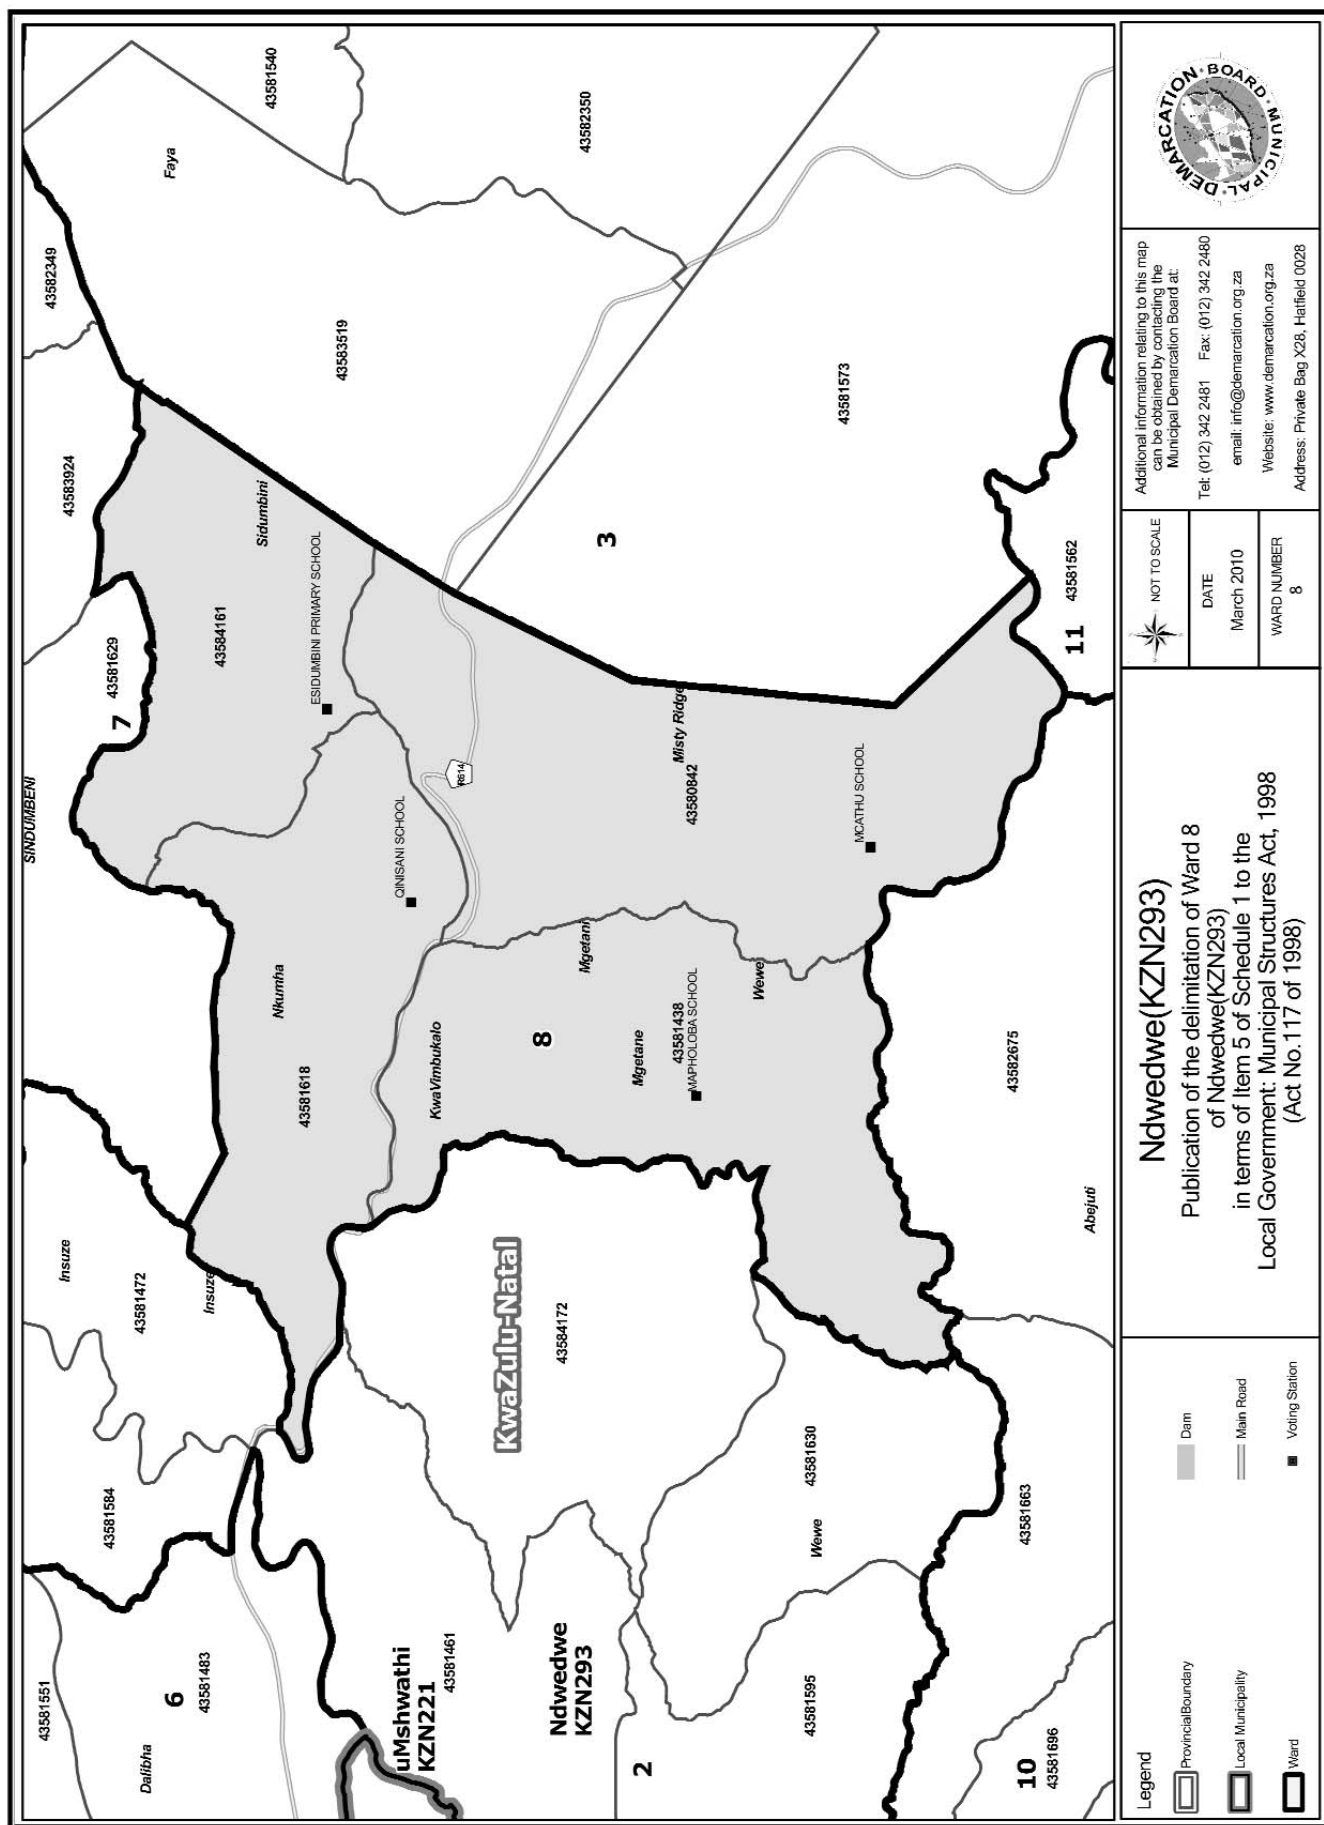 SINDUMBENI
43581551
6
43581483
Dalibha
43581584
Insuze
43581472
Insuze
7
43581629
43583924
43582349
Faya
43581540
43582350
43583519
Sidumbini
43584161
ESIDUMBINI PRIMARY SCHOOL
Nkumha
43581618
QINISANI SCHOOL
R614
KwaVimbukalo
8
Mgetani
Mgetane
43581438
MAPHOLOBA SCHOOL
Wewe
Misty Ridge
43580842
MCATHU SCHOOL
3
43581573
43581562
11
uMshwathi
KZN221
43581461
KwaZulu-Natal
43584172
Ndwedwe
KZN293
2
43581630
Wewe
43581595
43581663
10
43581696
43582675
Abejuti
Legend
ProvincialBoundary
Local Municipality
Ward
Dam
Main Road
Voting Station
Ndwedwe(KZN293)
Publication of the delimitation of Ward 8
of Ndwedwe(KZN293)
in terms of Item 5 of Schedule 1 to the
Local Government: Municipal Structures Act, 1998
(Act No.117 of 1998)
NOT TO SCALE
DATE
March 2010
WARD NUMBER
8
Additional information relating to this map
can be obtained by contacting the
Municipal Demarcation Board at:
Tel: (012) 342 2481 Fax: (012) 342 2480
email: info@demarcation.org.za
Website: www.demarcation.org.za
Address: Private Bag X28, Hatfield 0028
MUNICIPAL DEMARCATION BOARD